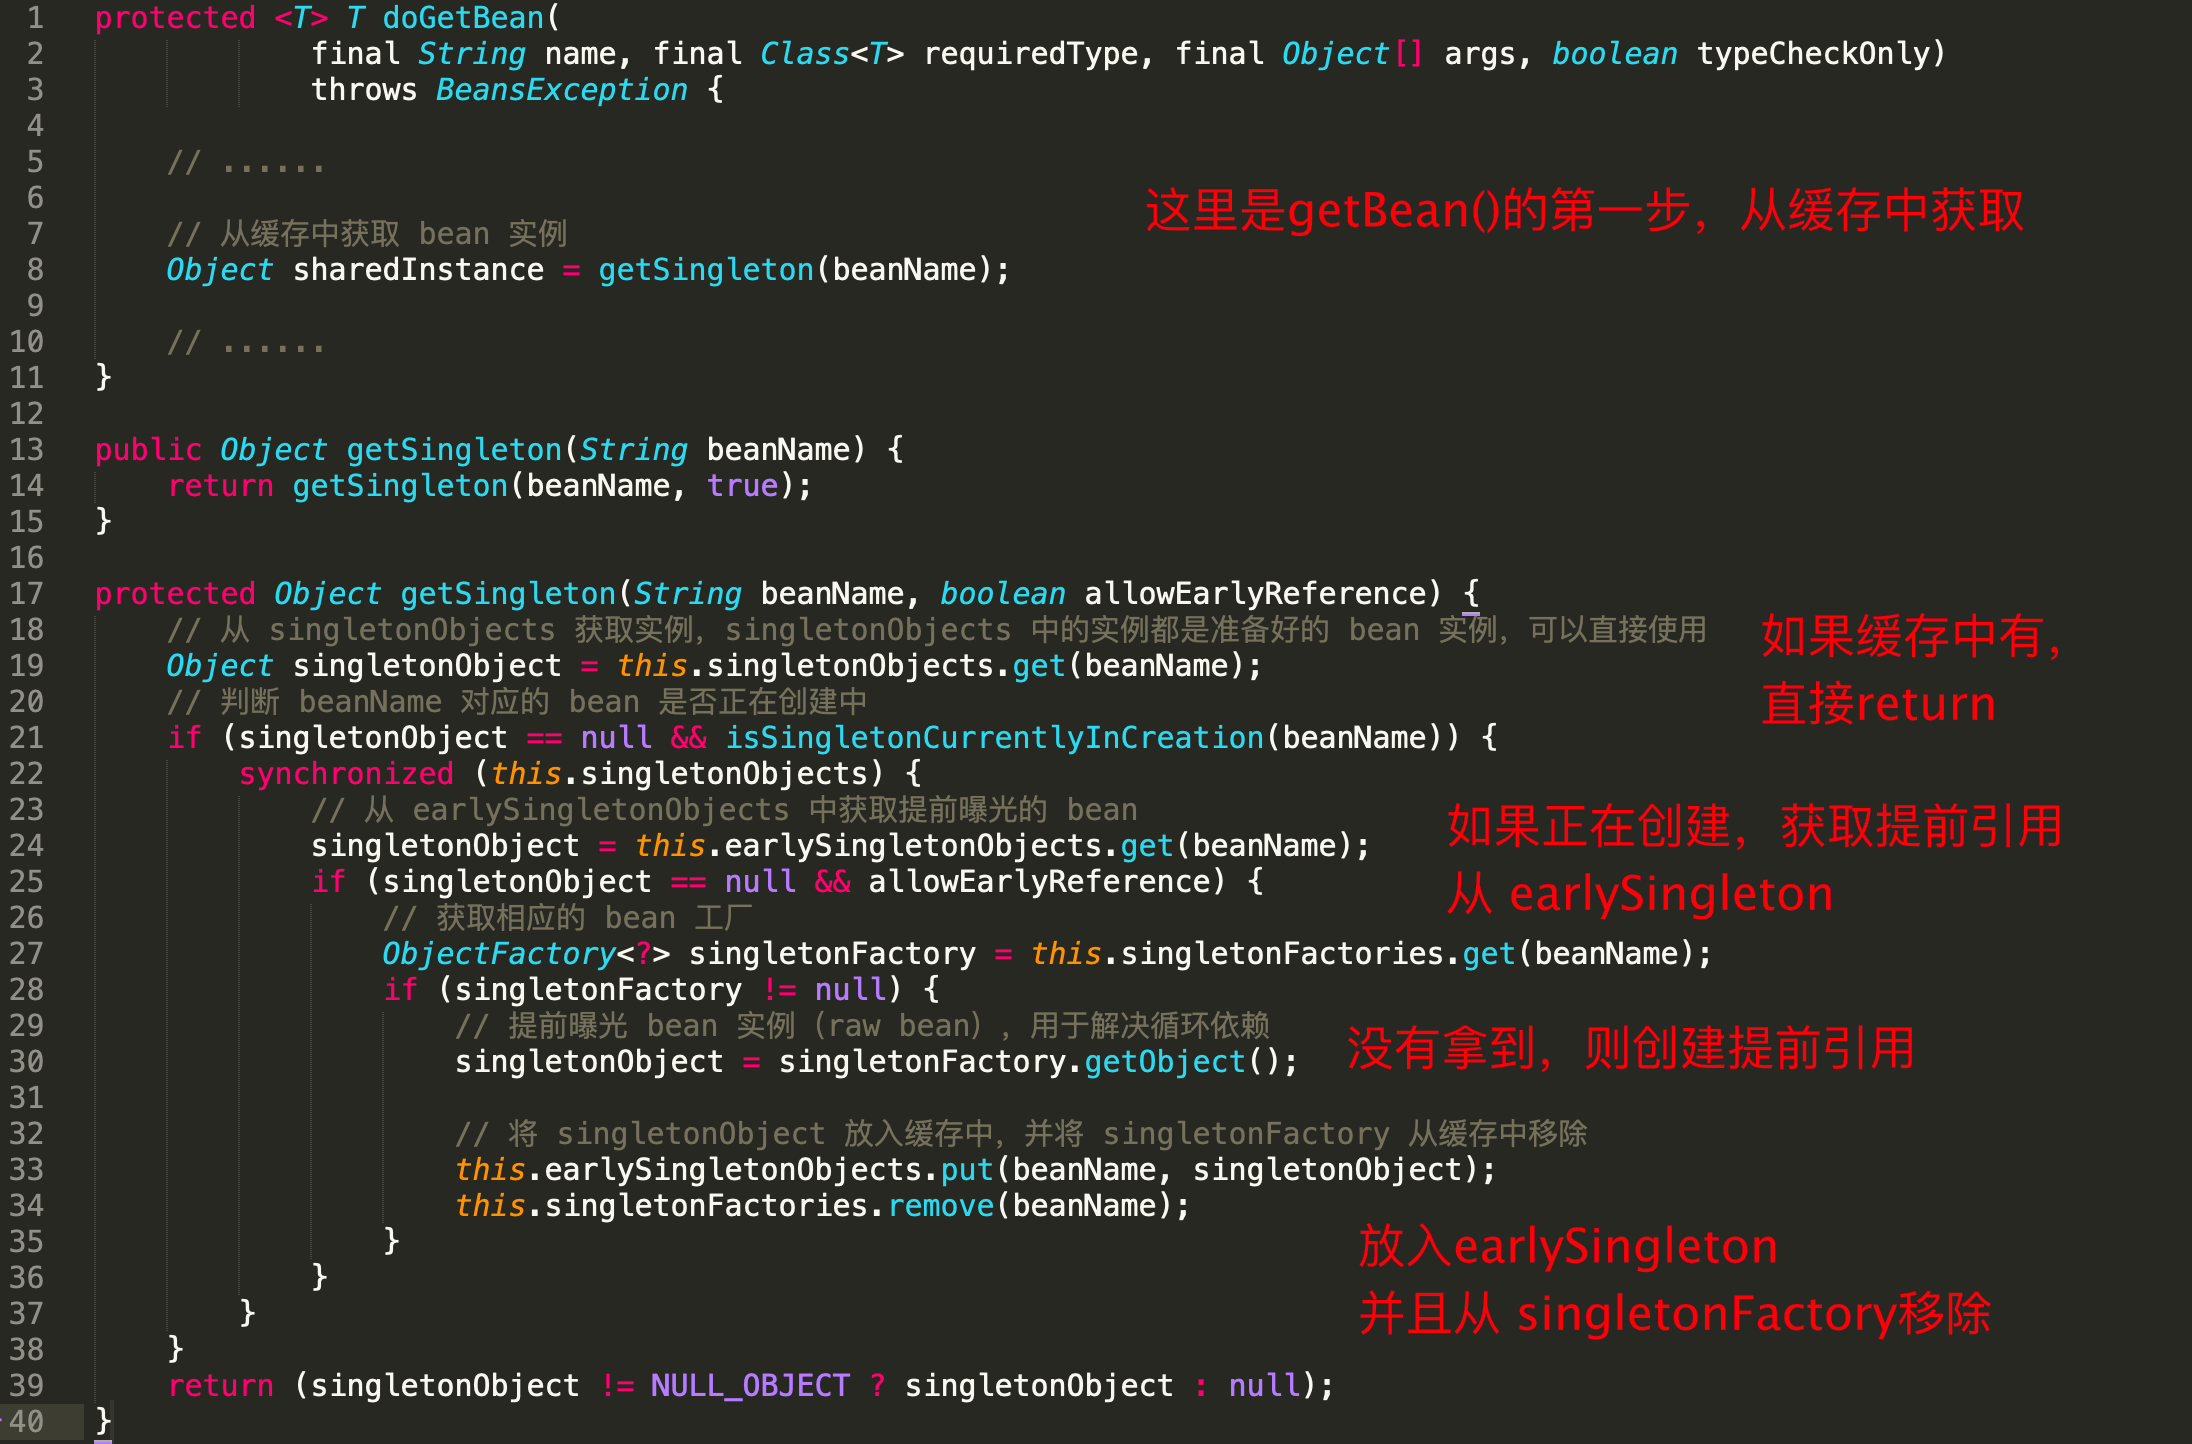 1 protected <T> T doGetBean(
2 final String name, final Class<T> requiredType, final Object[] args, boolean typeCheckOnly)
3 throws BeansException {
4
5 // ......
6
这里是getBean()的第一步，从缓存中获取
7 // 从缓存中获取 bean 实例
8 Object sharedInstance = getSingleton(beanName);
9
10 // ......
11 }
12
13 public Object getSingleton(String beanName) {
14 return getSingleton(beanName, true);
15 }
16
17 protected Object getSingleton(String beanName, boolean allowEarlyReference) {
18 // 从 singletonObjects 获取实例，singletonObjects 中的实例都是准备好的 bean 实例，可以直接使用
如果缓存中有，
19 Object singletonObject = this.singletonObjects.get(beanName);
20 // 判断 beanName 对应的 bean 是否正在创建中
直接return
21 if (singletonObject == null && isSingletonCurrentlyInCreation(beanName)) {
22 synchronized (this.singletonObjects) {
23 // 从 earlySingletonObjects 中获取提前曝光的 bean
如果正在创建，获取提前引用
24 singletonObject = this.earlySingletonObjects.get(beanName);
25 if (singletonObject == null && allowEarlyReference) {
从 earlySingleton
26 // 获取相应的 bean 工厂
27 ObjectFactory<?> singletonFactory = this.singletonFactories.get(beanName);
28 if (singletonFactory != null) {
29 // 提前曝光 bean 实例（raw bean），用于解决循环依赖
30 singletonObject = singletonFactory.getObject();
没有拿到，则创建提前引用
31
32 // 将 singletonObject 放入缓存中，并将 singletonFactory 从缓存中移除
33 this.earlySingletonObjects.put(beanName, singletonObject);
34 this.singletonFactories.remove(beanName);
35 }
放入earlySingleton
36 }
37 }
并且从 singletonFactory移除
38 }
39 return (singletonObject != NULL_OBJECT ? singletonObject : null);
40 }